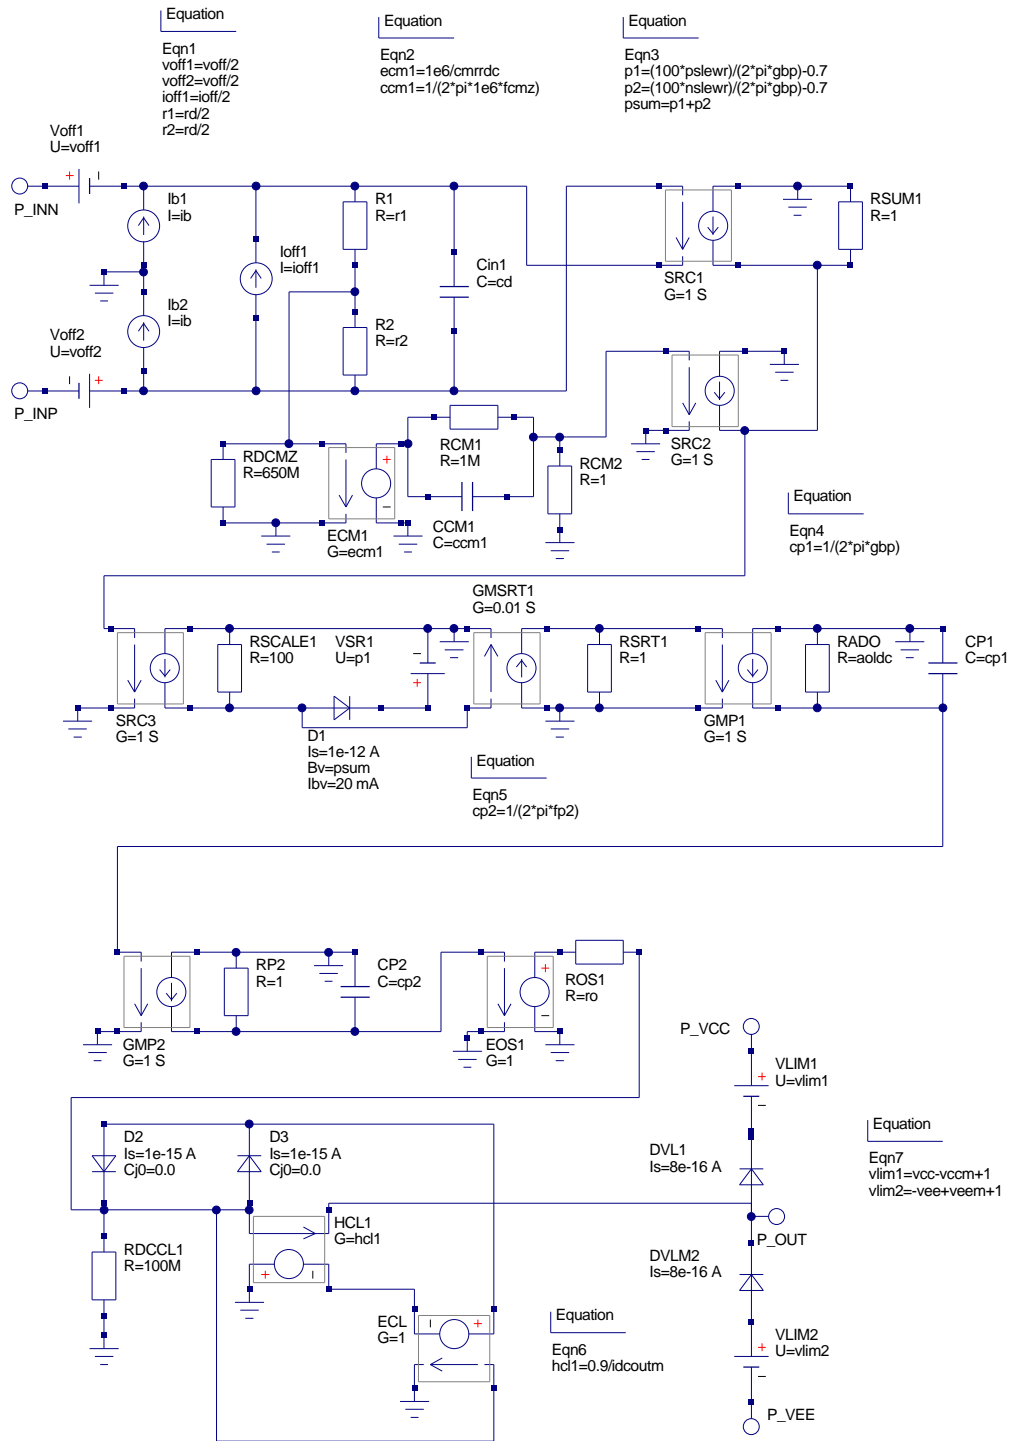 Equation
Eqn1
voff1=voff/2
voff2=voff/2
ioff1=ioff/2
r1=rd/2
r2=rd/2
Equation
Eqn2
ecm1=1e6/cmrrdc
ccm1=1/(2*pi*1e6*fcmz)
Equation
Eqn3
p1=(100*pslewr)/(2*pi*gbp)-0.7
p2=(100*nslewr)/(2*pi*gbp)-0.7
psum=p1+p2
Voff1
U=voff1
P_INN
Ib1
I=ib
Ioff1
I=ioff1
R1
R=r1
Cin1
C=cd
SRC1
G=1 S
RSUM1
R=1
Ib2
I=ib
Voff2
U=voff2
P_INP
R2
R=r2
SRC2
G=1 S
RDCMZ
R=650M
ECM1
G=ecm1
RCM1
R=1M
CCM1
C=ccm1
RCM2
R=1
Equation
Eqn4
cp1=1/(2*pi*gbp)
SRC3
G=1 S
RSCALE1
R=100
VSR1
U=p1
D1
Is=1e-12 A
Bv=psum
Ibv=20 mA
GMSRT1
G=0.01 S
RSRT1
R=1
GMP1
G=1 S
RADO
R=aoldc
CP1
C=cp1
Equation
Eqn5
cp2=1/(2*pi*fp2)
GMP2
G=1 S
RP2
R=1
CP2
C=cp2
EOS1
G=1
ROS1
R=ro
P_VCC
VLIM1
U=vlim1
D2
Is=1e-15 A
Cj0=0.0
D3
Is=1e-15 A
Cj0=0.0
DVL1
Is=8e-16 A
Equation
Eqn7
vlim1=vcc-vccm+1
vlim2=-vee+veem+1
HCL1
G=hcl1
P_OUT
RDCCL1
R=100M
DVLM2
Is=8e-16 A
ECL
G=1
Equation
Eqn6
hcl1=0.9/idcoutm
VLIM2
U=vlim2
P_VEE